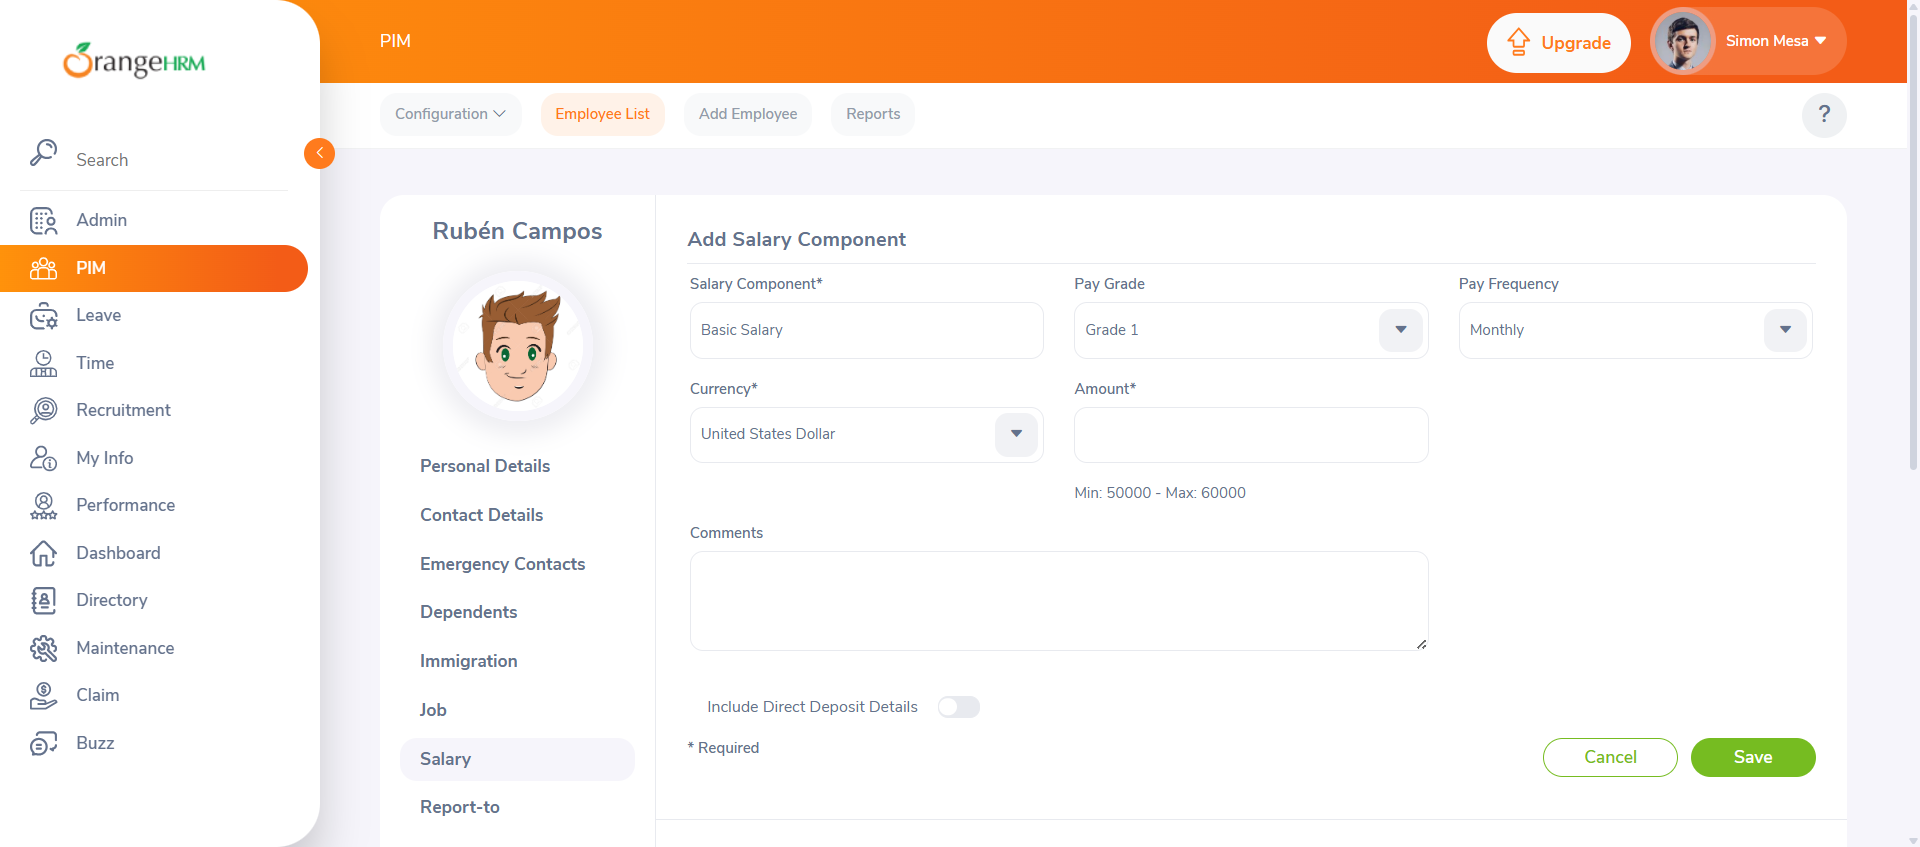 OrangeHRM
PIM
Upgrade
Simon Mesa
Configuration
Employee List
Add Employee
Reports
?
Search
Admin
PIM
Leave
Time
Recruitment
My Info
Performance
Dashboard
Directory
Maintenance
Claim
Buzz
Rubén Campos
Personal Details
Contact Details
Emergency Contacts
Dependents
Immigration
Job
Salary
Report-to
Add Salary Component
Salary Component*
Basic Salary
Pay Grade
Grade 1
Pay Frequency
Monthly
Currency*
United States Dollar
Amount*
Min: 50000 - Max: 60000
Comments
Include Direct Deposit Details
* Required
Cancel
Save